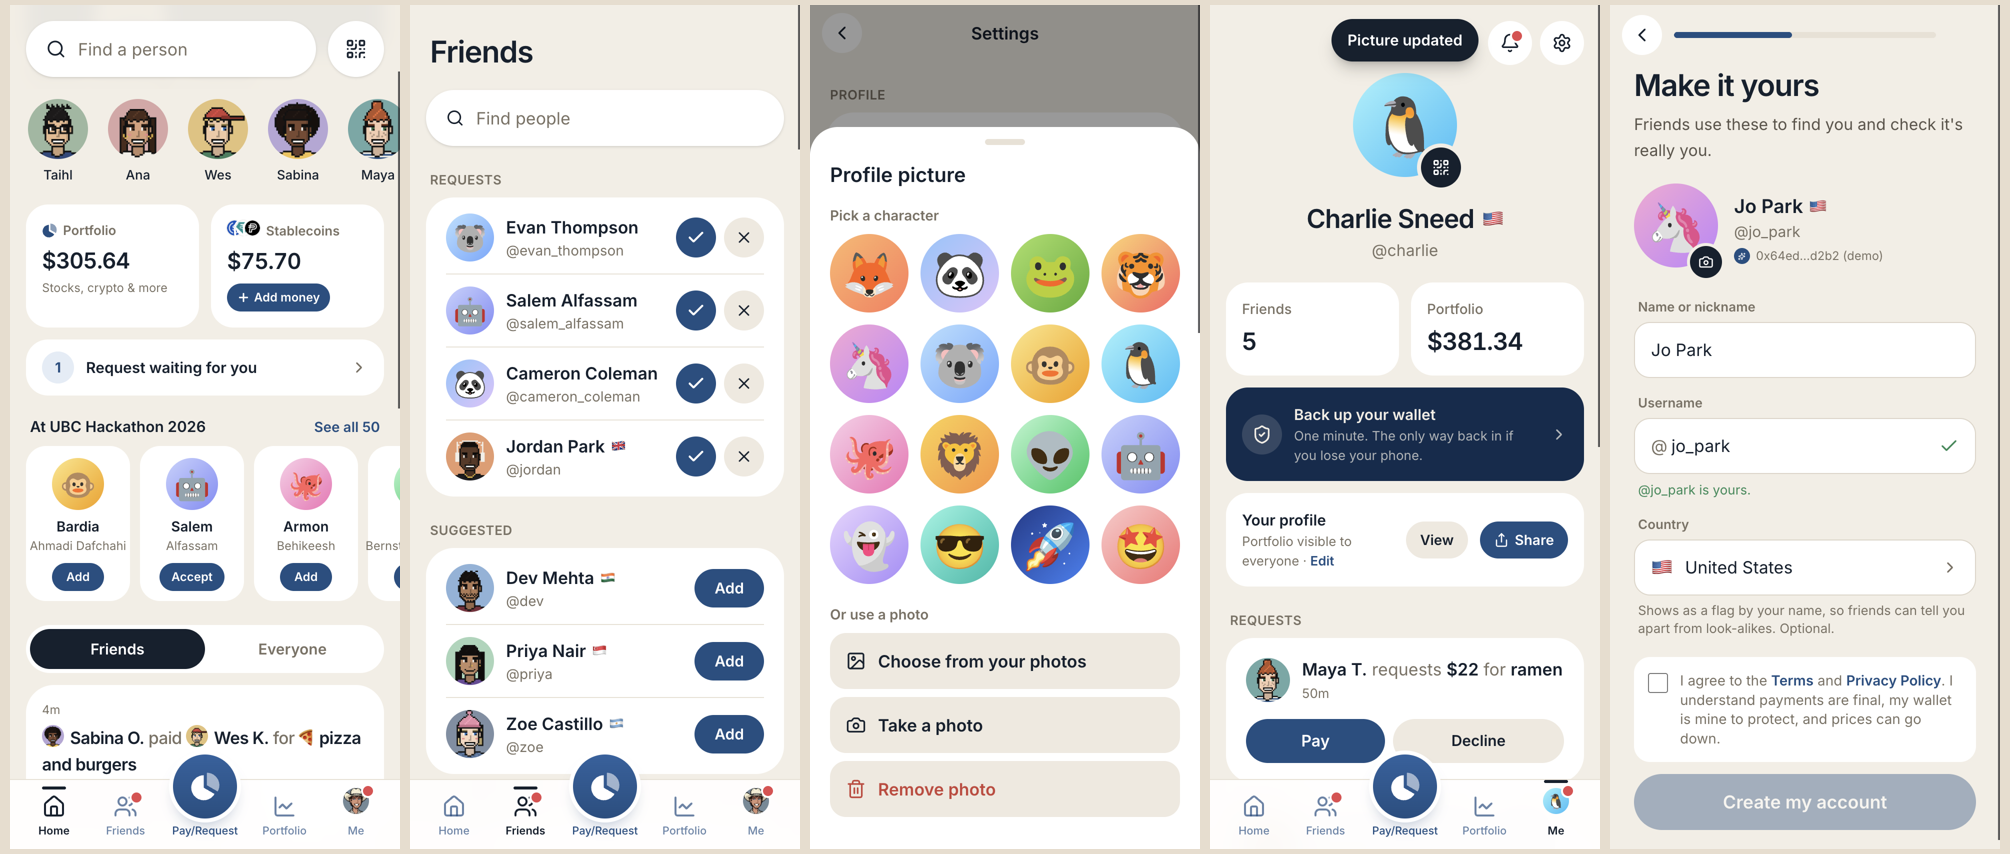 Find a person
Taihl
Ana
Wes
Sabina
Maya
Portfolio
$305.64
Stocks, crypto & more
Stablecoins
$75.70
+ Add money
1
Request waiting for you
At UBC Hackathon 2026
See all 50
Bardia
Ahmadi Dafchahi
Add
Salem
Alfassam
Accept
Armon
Behikeesh
Add
Bernst
Friends
Everyone
4m
Sabina O. paid Wes K. for pizza
and burgers
Home
Friends
Pay/Request
Portfolio
Me
Friends
Find people
REQUESTS
Evan Thompson
@evan_thompson
Salem Alfassam
@salem_alfassam
Cameron Coleman
@cameron_coleman
Jordan Park
@jordan
SUGGESTED
Dev Mehta
@dev
Add
Priya Nair
@priya
Add
Zoe Castillo
@zoe
Add
Home
Friends
Pay/Request
Portfolio
Me
Settings
PROFILE
Profile picture
Pick a character
Or use a photo
Choose from your photos
Take a photo
Remove photo
Picture updated
Charlie Sneed
@charlie
Friends
5
Portfolio
$381.34
Back up your wallet
One minute. The only way back in if
you lose your phone.
Your profile
Portfolio visible to
everyone · Edit
View
Share
REQUESTS
Maya T. requests $22 for ramen
50m
Pay
Decline
Home
Friends
Pay/Request
Portfolio
Me
Make it yours
Friends use these to find you and check it's
really you.
Jo Park
@jo_park
0x64ed...d2b2 (demo)
Name or nickname
Jo Park
Username
@ jo_park
@jo_park is yours.
Country
United States
Shows as a flag by your name, so friends can tell you
apart from look-alikes. Optional.
I agree to the Terms and Privacy Policy. I
understand payments are final, my wallet
is mine to protect, and prices can go
down.
Create my account